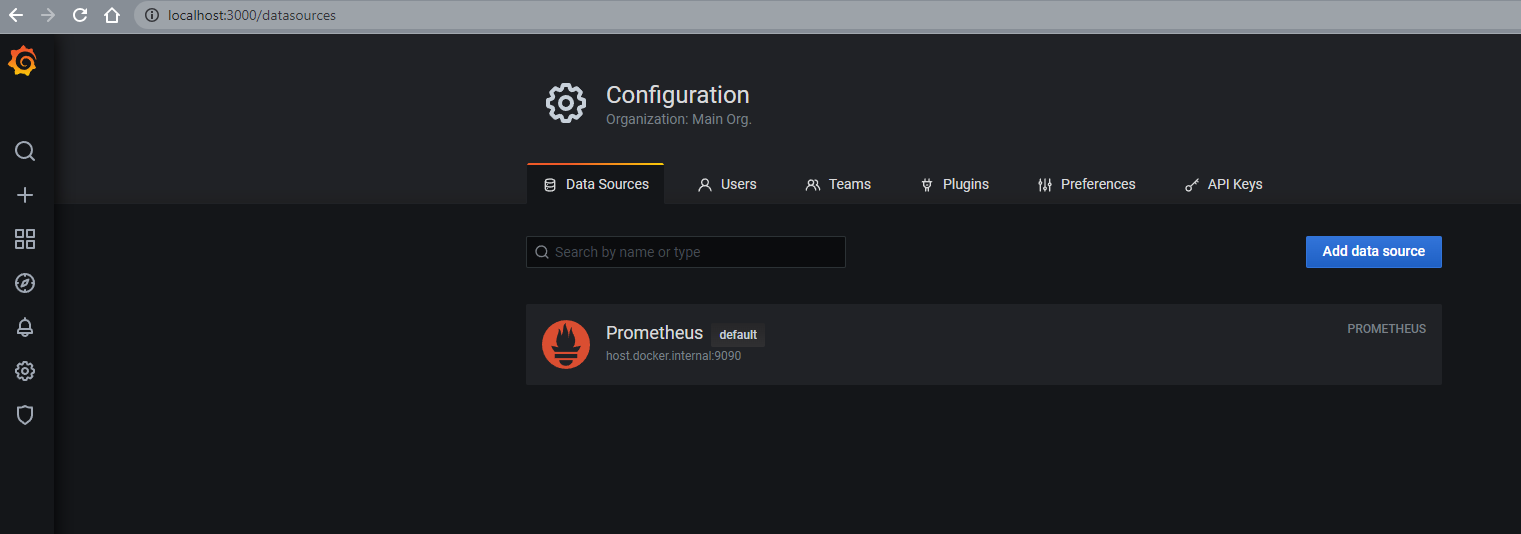 localhost:3000/datasources
Configuration
Organization: Main Org.
Data Sources Users Teams Plugins Preferences API Keys
Search by name or type Add data source
Prometheus default PROMETHEUS
host.docker.internal:9090